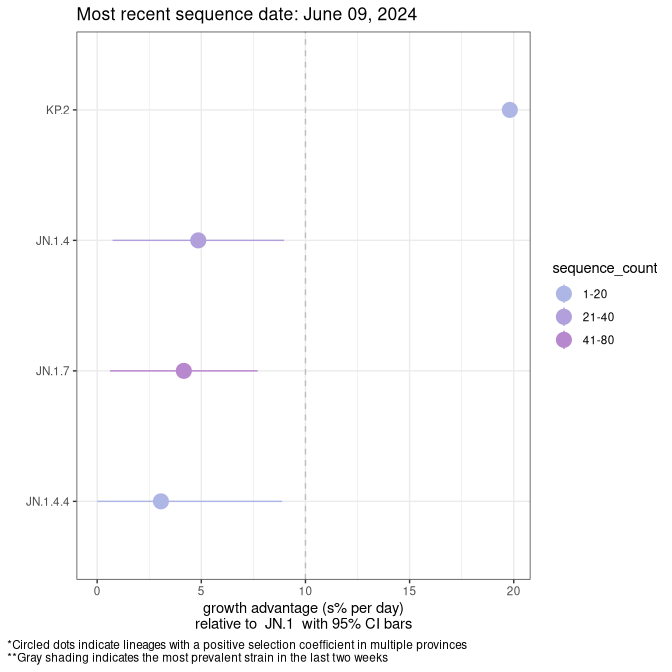 Most recent sequence date: June 09, 2024
KP.2
JN.1.4
JN.1.7
JN.1.4.4
0 5 10 15 20
growth advantage (s% per day)
relative to JN.1 with 95% CI bars
sequence_count
1-20
21-40
41-80
*Circled dots indicate lineages with a positive selection coefficient in multiple provinces
**Gray shading indicates the most prevalent strain in the last two weeks